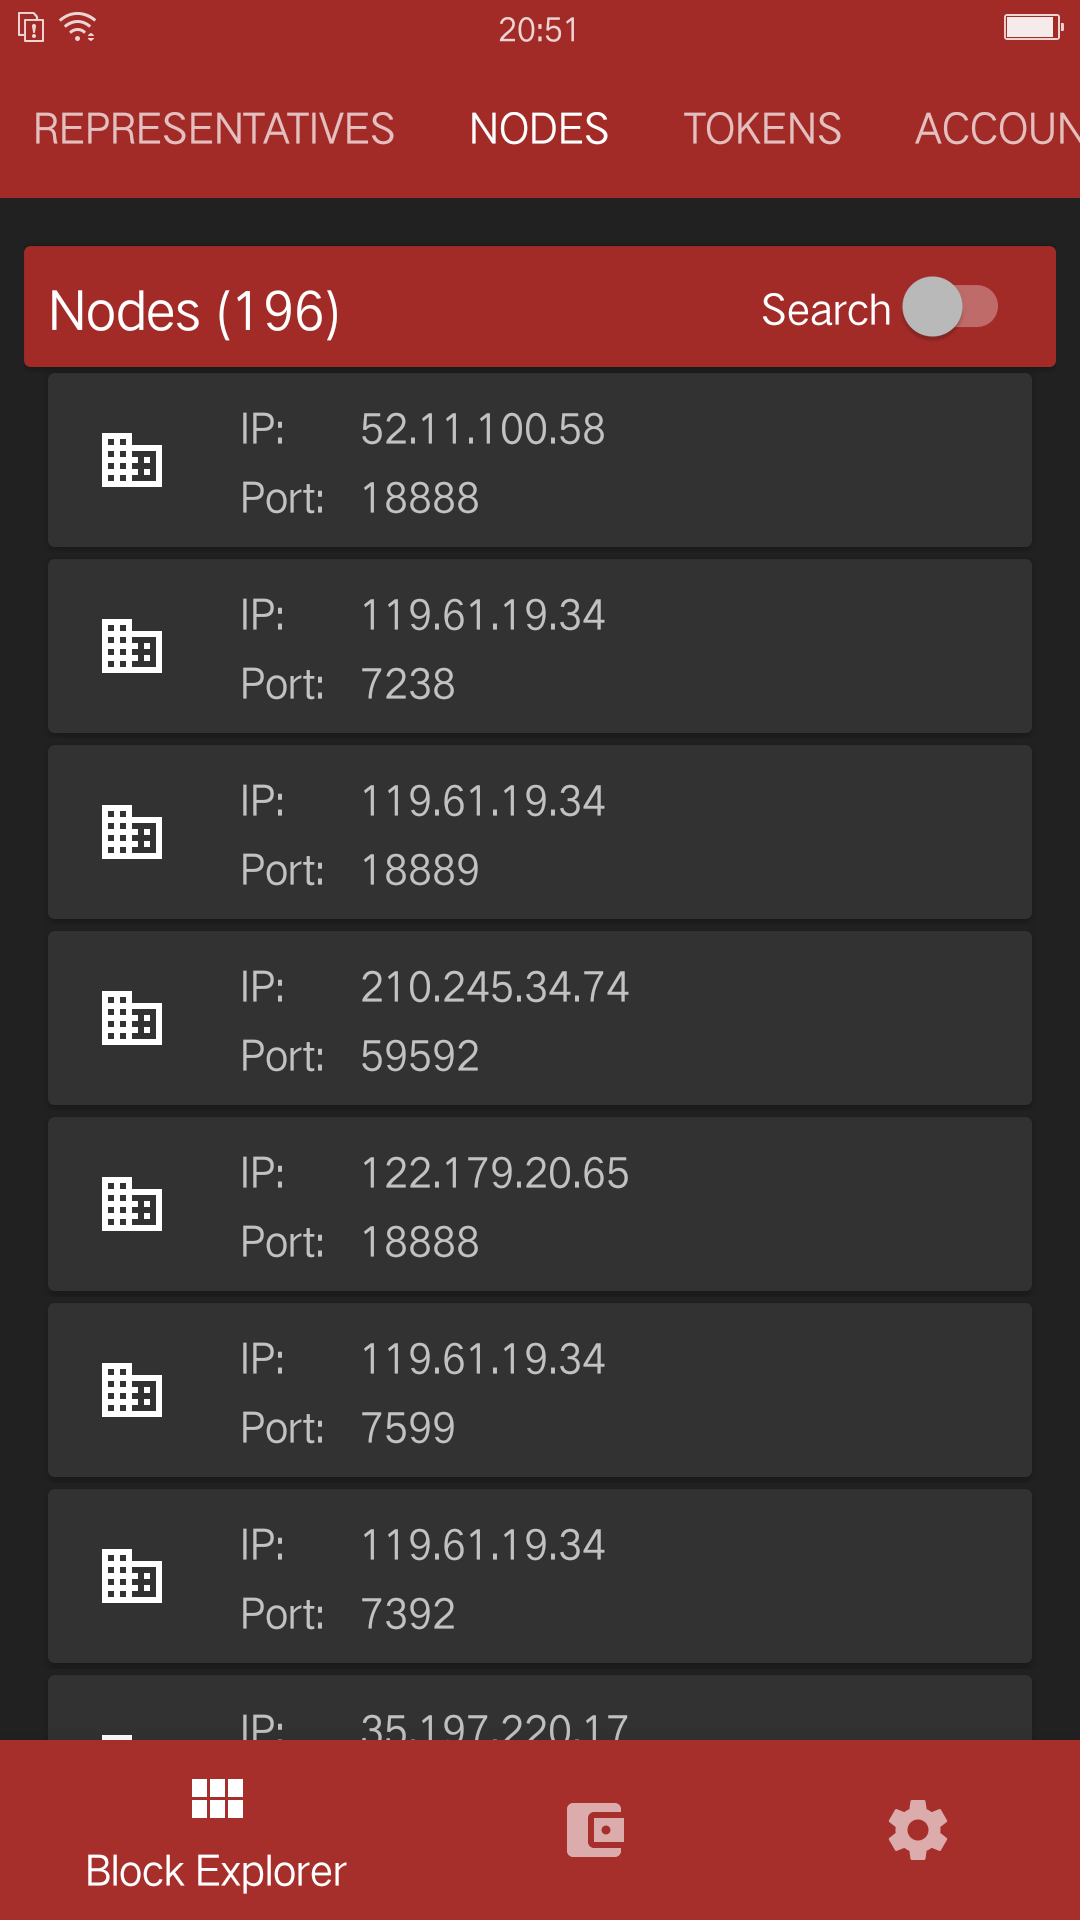 20:51
REPRESENTATIVES NODES TOKENS ACCOUN
Nodes (196) Search
IP: 52.11.100.58
Port: 18888
IP: 119.61.19.34
Port: 7238
IP: 119.61.19.34
Port: 18889
IP: 210.245.34.74
Port: 59592
IP: 122.179.20.65
Port: 18888
IP: 119.61.19.34
Port: 7599
IP: 119.61.19.34
Port: 7392
IP: 35.197.220.17
Block Explorer